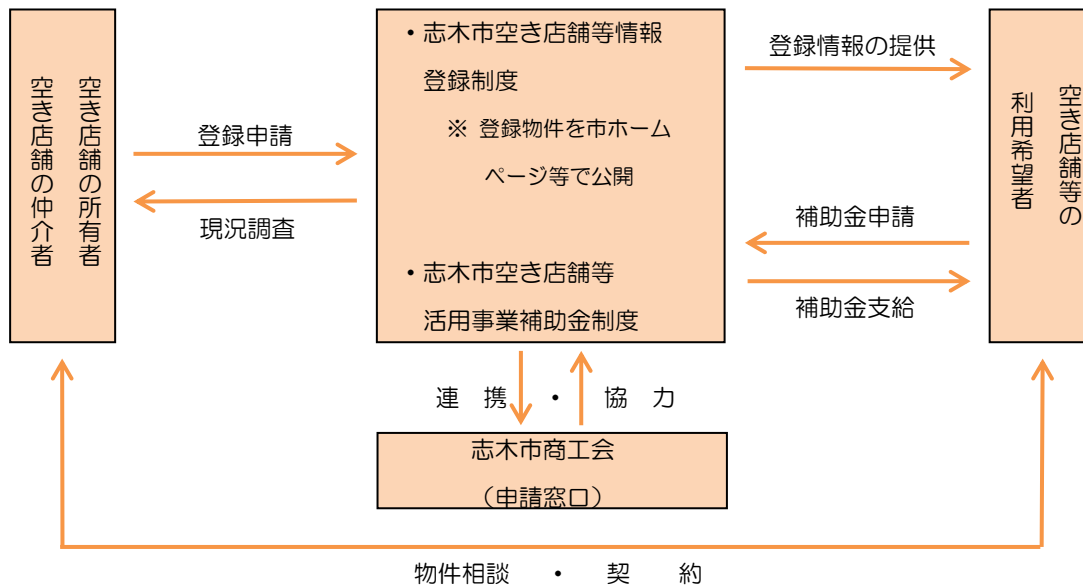 空き店舗の所有者
空き店舗の仲介者
登録申請
現況調査
・志木市空き店舗等情報
登録制度
※ 登録物件を市ホーム
ページ等で公開
・志木市空き店舗等
活用事業補助金制度
登録情報の提供
補助金申請
補助金支給
空き店舗等の
利用希望者
連 携 ・ 協 力
志木市商工会
（申請窓口）
物件相談 ・ 契 約